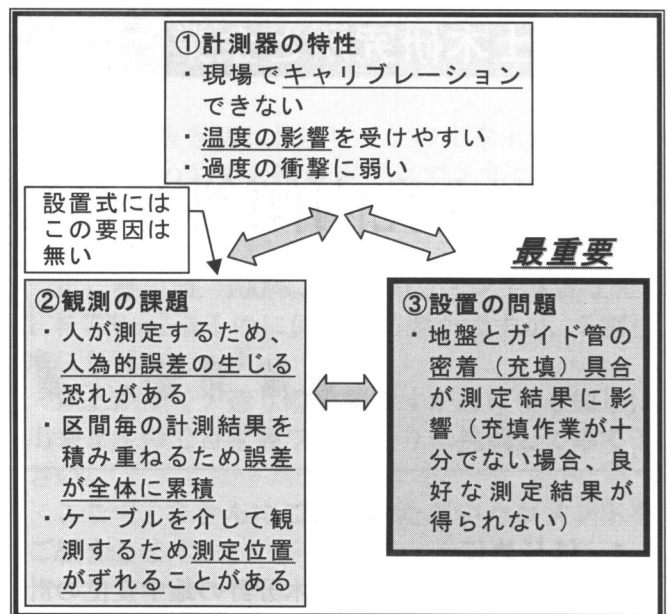 ①計測器の特性
・現場でキャリブレーション
できない
・温度の影響を受けやすい
・過度の衝撃に弱い
設置式には
この要因は
無い
最重要
②観測の課題
・人が測定するため、
人為的誤差の生じる
恐れがある
・区間毎の計測結果を
積み重ねるため誤差
が全体に累積
・ケーブルを介して観
測するため測定位置
がずれることがある
③設置の問題
・地盤とガイド管の
密着（充填）具合
が測定結果に影
響（充填作業が十
分でない場合、良
好な測定結果が
得られない）